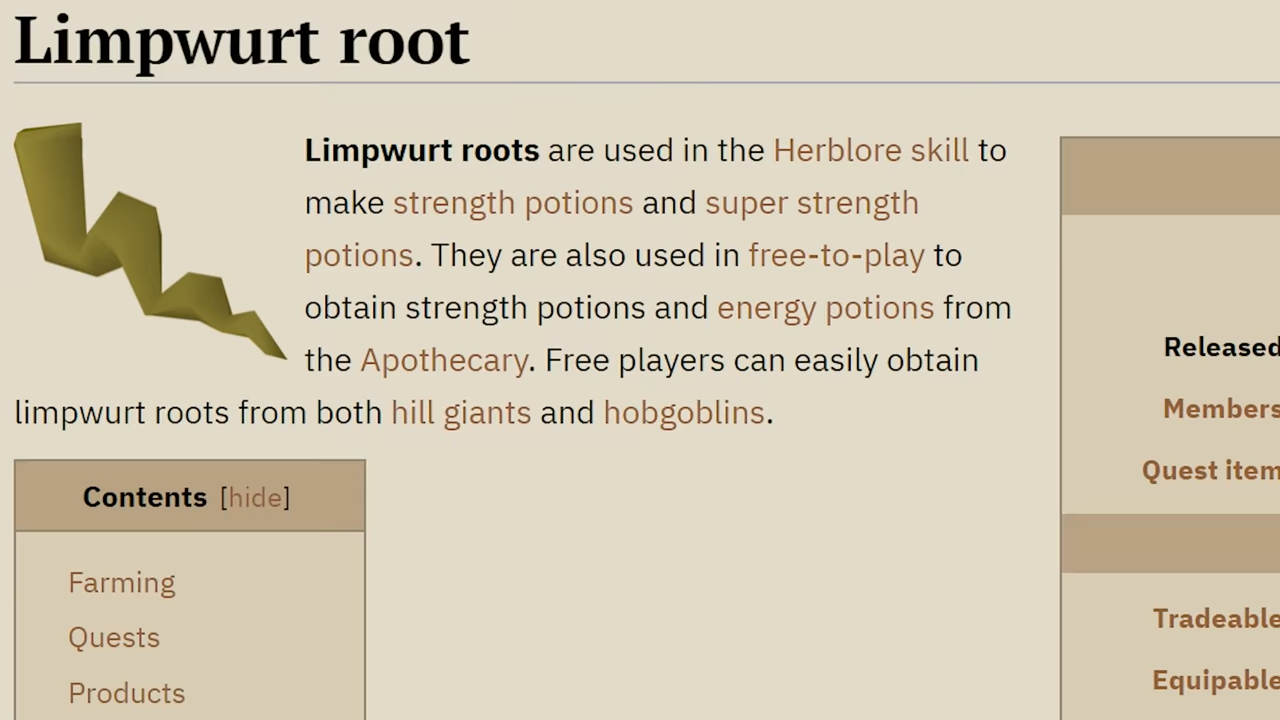 Limpwurt root
Limpwurt roots are used in the Herblore skill to
make strength potions and super strength
potions. They are also used in free-to-play to
obtain strength potions and energy potions from
the Apothecary. Free players can easily obtain
limpwurt roots from both hill giants and hobgoblins.
Contents [hide]
Farming
Quests
Products
Released
Members
Quest item
Tradeable
Equipable